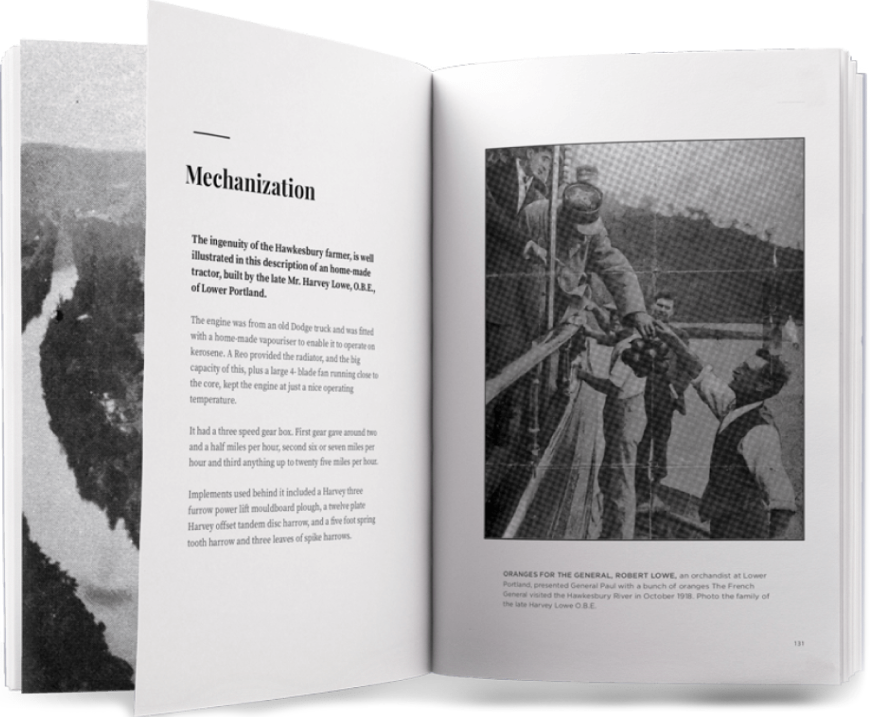 Mechanization
The ingenuity of the Hawkesbury farmer, is well
illustrated in this description of an home-made
tractor, built by the late Mr. Harvey Lowe, O.B.E.,
of Lower Portland.
The engine was from an old Dodge truck and was fitted
with a home-made vapouriser to enable it to operate on
kerosene. A Reo provided the radiator, and the big
capacity of this, plus a large 4- blade fan running close to
the core, kept the engine at just a nice operating
temperature.
It had a three speed gear box. First gear gave around two
and a half miles per hour, second six or seven miles per
hour and third anything up to twenty five miles per hour.
Implements used behind it included a Harvey three
furrow power lift mouldboard plough, a twelve plate
Harvey offset tandem disc harrow, and a five foot spring
tooth harrow and three leaves of spike harrows.
ORANGES FOR THE GENERAL, ROBERT LOWE, an orchandist at Lower
Portland, presented General Paul with a bunch of oranges The French
General visited the Hawkesbury River in October 1918. Photo the family of
the late Harvey Lowe O.B.E.
131